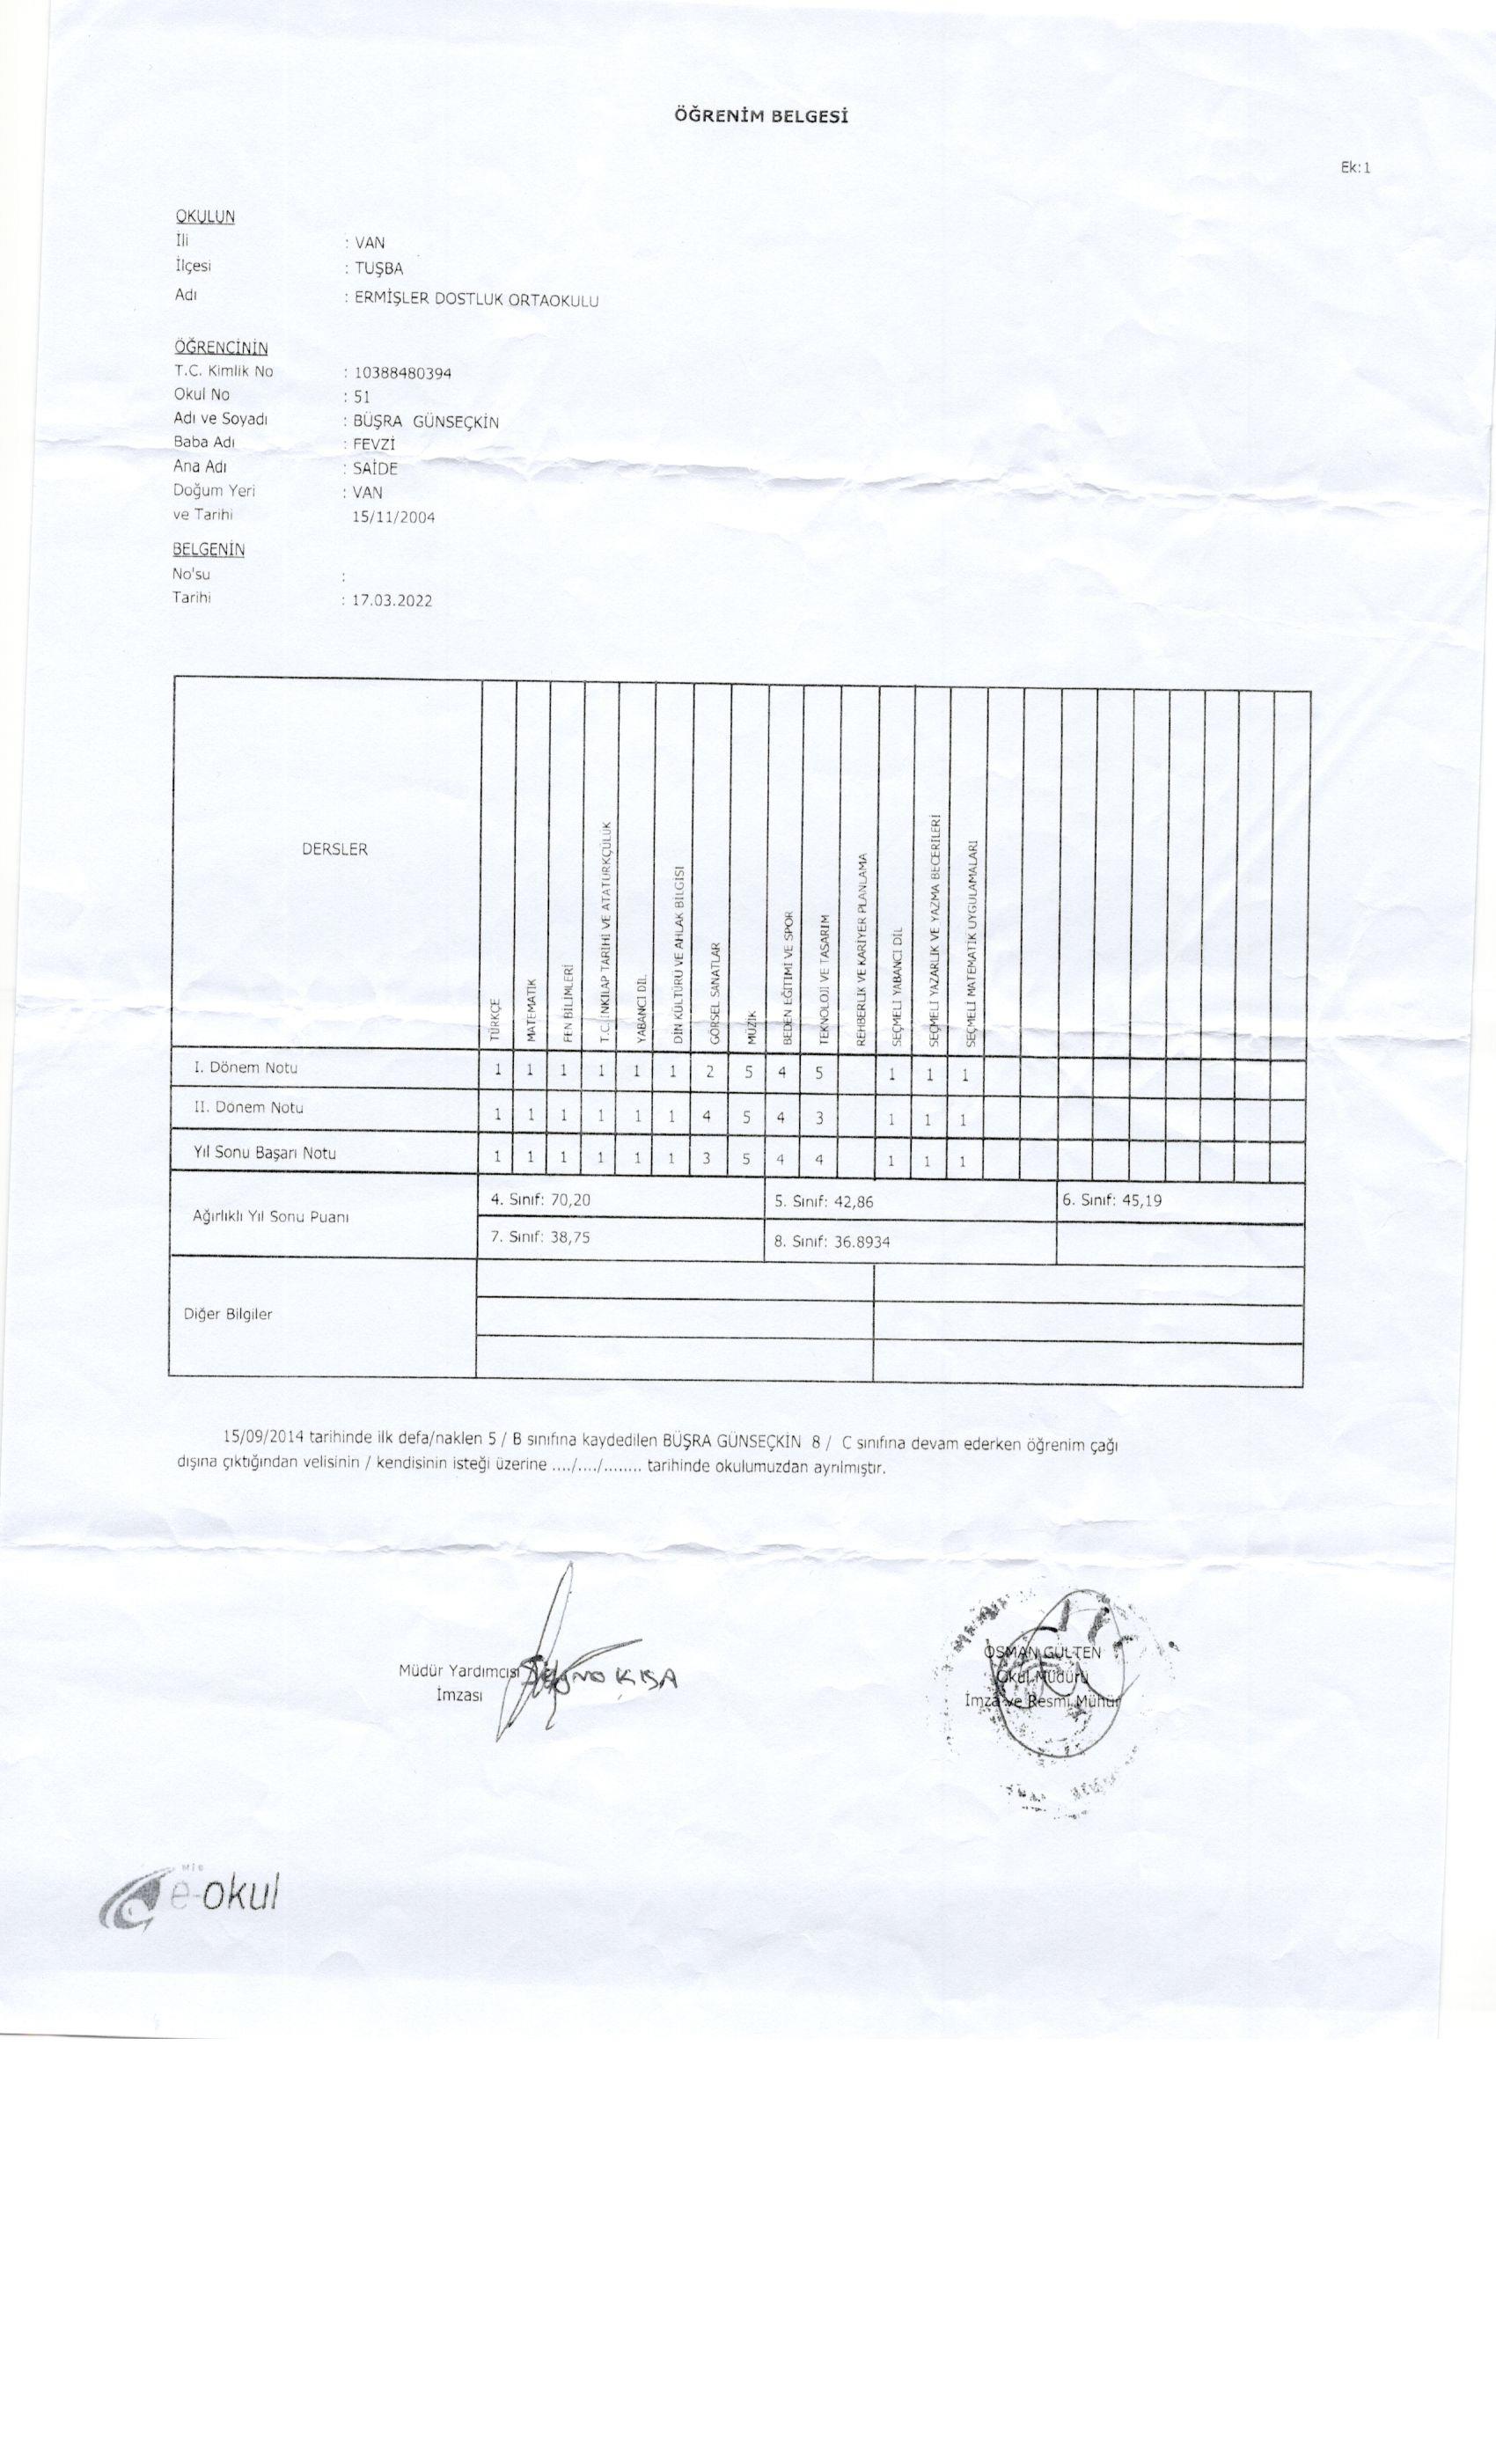 ÖĞRENİM BELGESİ
Ek:1
OKULUN
İli : VAN
İlçesi : TUŞBA
Adı : ERMİŞLER DOSTLUK ORTAOKULU
ÖĞRENCİNİN
T.C. Kimlik No : 10388480394
Okul No : 51
Adı ve Soyadı : BÜŞRA GÜNSEÇKİN
Baba Adı : FEVZİ
Ana Adı : SAİDE
Doğum Yeri : VAN
ve Tarihi 15/11/2004
BELGENİN
No'su :
Tarihi : 17.03.2022
DERSLER
TÜRKÇE
MATEMATİK
FEN BİLİMLERİ
T.C. İNKILAP TARİHİ VE ATATÜRKÇÜLÜK
YABANCI DİL
DİN KÜLTÜRÜ VE AHLAK BİLGİSİ
GÖRSEL SANATLAR
MÜZİK
BEDEN EĞİTİMİ VE SPOR
TEKNOLOJİ VE TASARIM
REHBERLİK VE KARİYER PLANLAMA
SEÇMELİ YABANCI DİL
SEÇMELİ YAZARLIK VE YAZMA BECERİLERİ
SEÇMELİ MATEMATİK UYGULAMALARI
I. Dönem Notu 1 1 1 1 1 1 2 5 4 5 1 1 1
II. Dönem Notu 1 1 1 1 1 1 4 5 4 3 1 1 1
Yıl Sonu Başarı Notu 1 1 1 1 1 1 3 5 4 4 1 1 1
Ağırlıklı Yıl Sonu Puanı
4. Sınıf: 70,20 5. Sınıf: 42,86 6. Sınıf: 45,19
7. Sınıf: 38,75 8. Sınıf: 36.8934
Diğer Bilgiler
15/09/2014 tarihinde ilk defa/naklen 5 / B sınıfına kaydedilen BÜŞRA GÜNSEÇKİN 8 / C sınıfına devam ederken öğrenim çağı
dışına çıktığından velisinin / kendisinin isteği üzerine ..../..../........ tarihinde okulumuzdan ayrılmıştır.
Müdür Yardımcısı
İmzası
OSMAN GÜLTEN
Okul Müdürü
İmza ve Resmi Mühür
MEB
e-okul